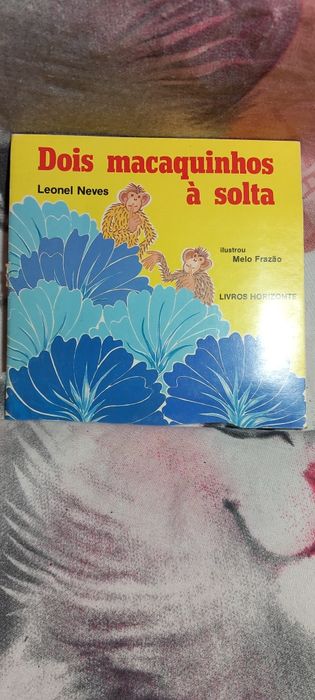 Dois macaquinhos
Leonel Neves
à solta
ilustrou
Melo Frazão
LIVROS HORIZONTE